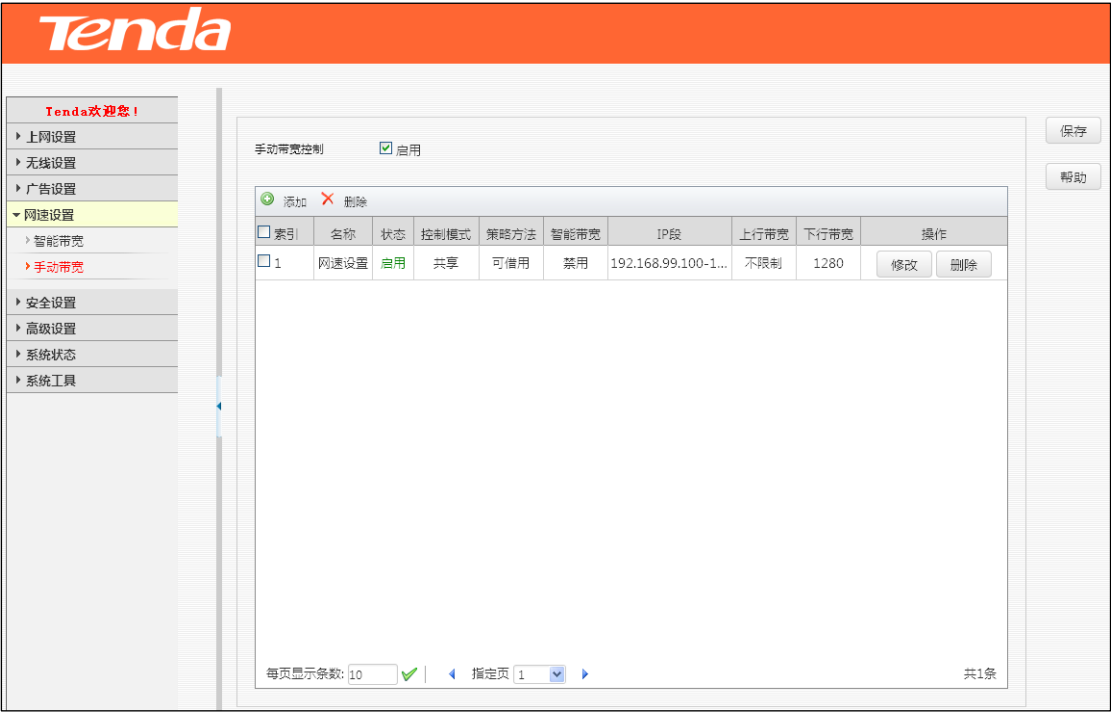 Tenda
Tenda欢迎您!
上网设置
无线设置
广告设置
网速设置
智能带宽
手动带宽
安全设置
高级设置
系统状态
系统工具
手动带宽控制 启用
保存
帮助
添加 删除
索引 名称 状态 控制模式 策略方法 智能带宽 IP段 上行带宽 下行带宽 操作
1 网速设置 启用 共享 可借用 禁用 192.168.99.100-1... 不限制 1280 修改 删除
每页显示条数: 10 指定页 1 共1条